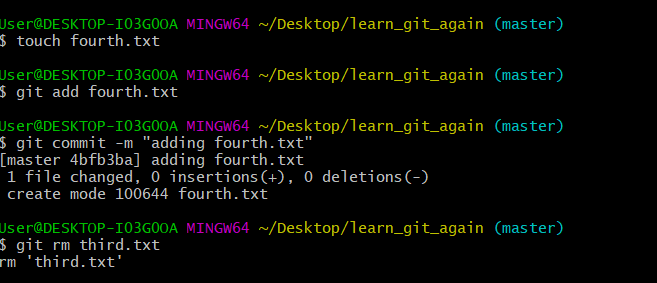 User@DESKTOP-I03G0OA MINGW64 ~/Desktop/learn_git_again (master)
$ touch fourth.txt
User@DESKTOP-I03G0OA MINGW64 ~/Desktop/learn_git_again (master)
$ git add fourth.txt
User@DESKTOP-I03G0OA MINGW64 ~/Desktop/learn_git_again (master)
$ git commit -m "adding fourth.txt"
[master 4bfb3ba] adding fourth.txt
1 file changed, 0 insertions(+), 0 deletions(-)
create mode 100644 fourth.txt
User@DESKTOP-I03G0OA MINGW64 ~/Desktop/learn_git_again (master)
$ git rm third.txt
rm 'third.txt'